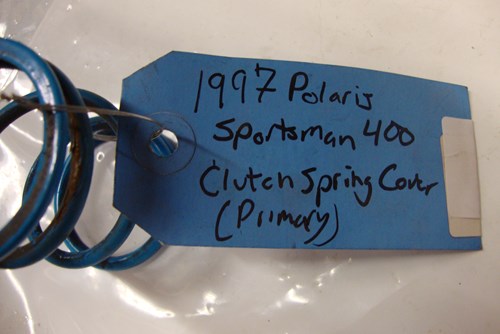 1997 Polaris
Sportsman 400
Clutch Spring Cover
(Primary)